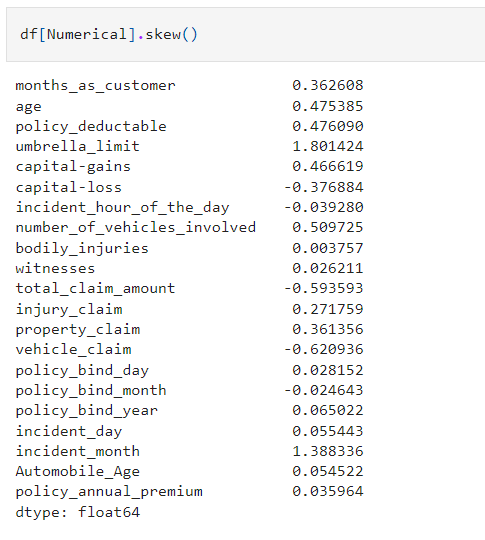 df[Numerical].skew()
months_as_customer 0.362608
age 0.475385
policy_deductable 0.476090
umbrella_limit 1.801424
capital-gains 0.466619
capital-loss -0.376884
incident_hour_of_the_day -0.039280
number_of_vehicles_involved 0.509725
bodily_injuries 0.003757
witnesses 0.026211
total_claim_amount -0.593593
injury_claim 0.271759
property_claim 0.361356
vehicle_claim -0.620936
policy_bind_day 0.028152
policy_bind_month -0.024643
policy_bind_year 0.065022
incident_day 0.055443
incident_month 1.388336
Automobile_Age 0.054522
policy_annual_premium 0.035964
dtype: float64